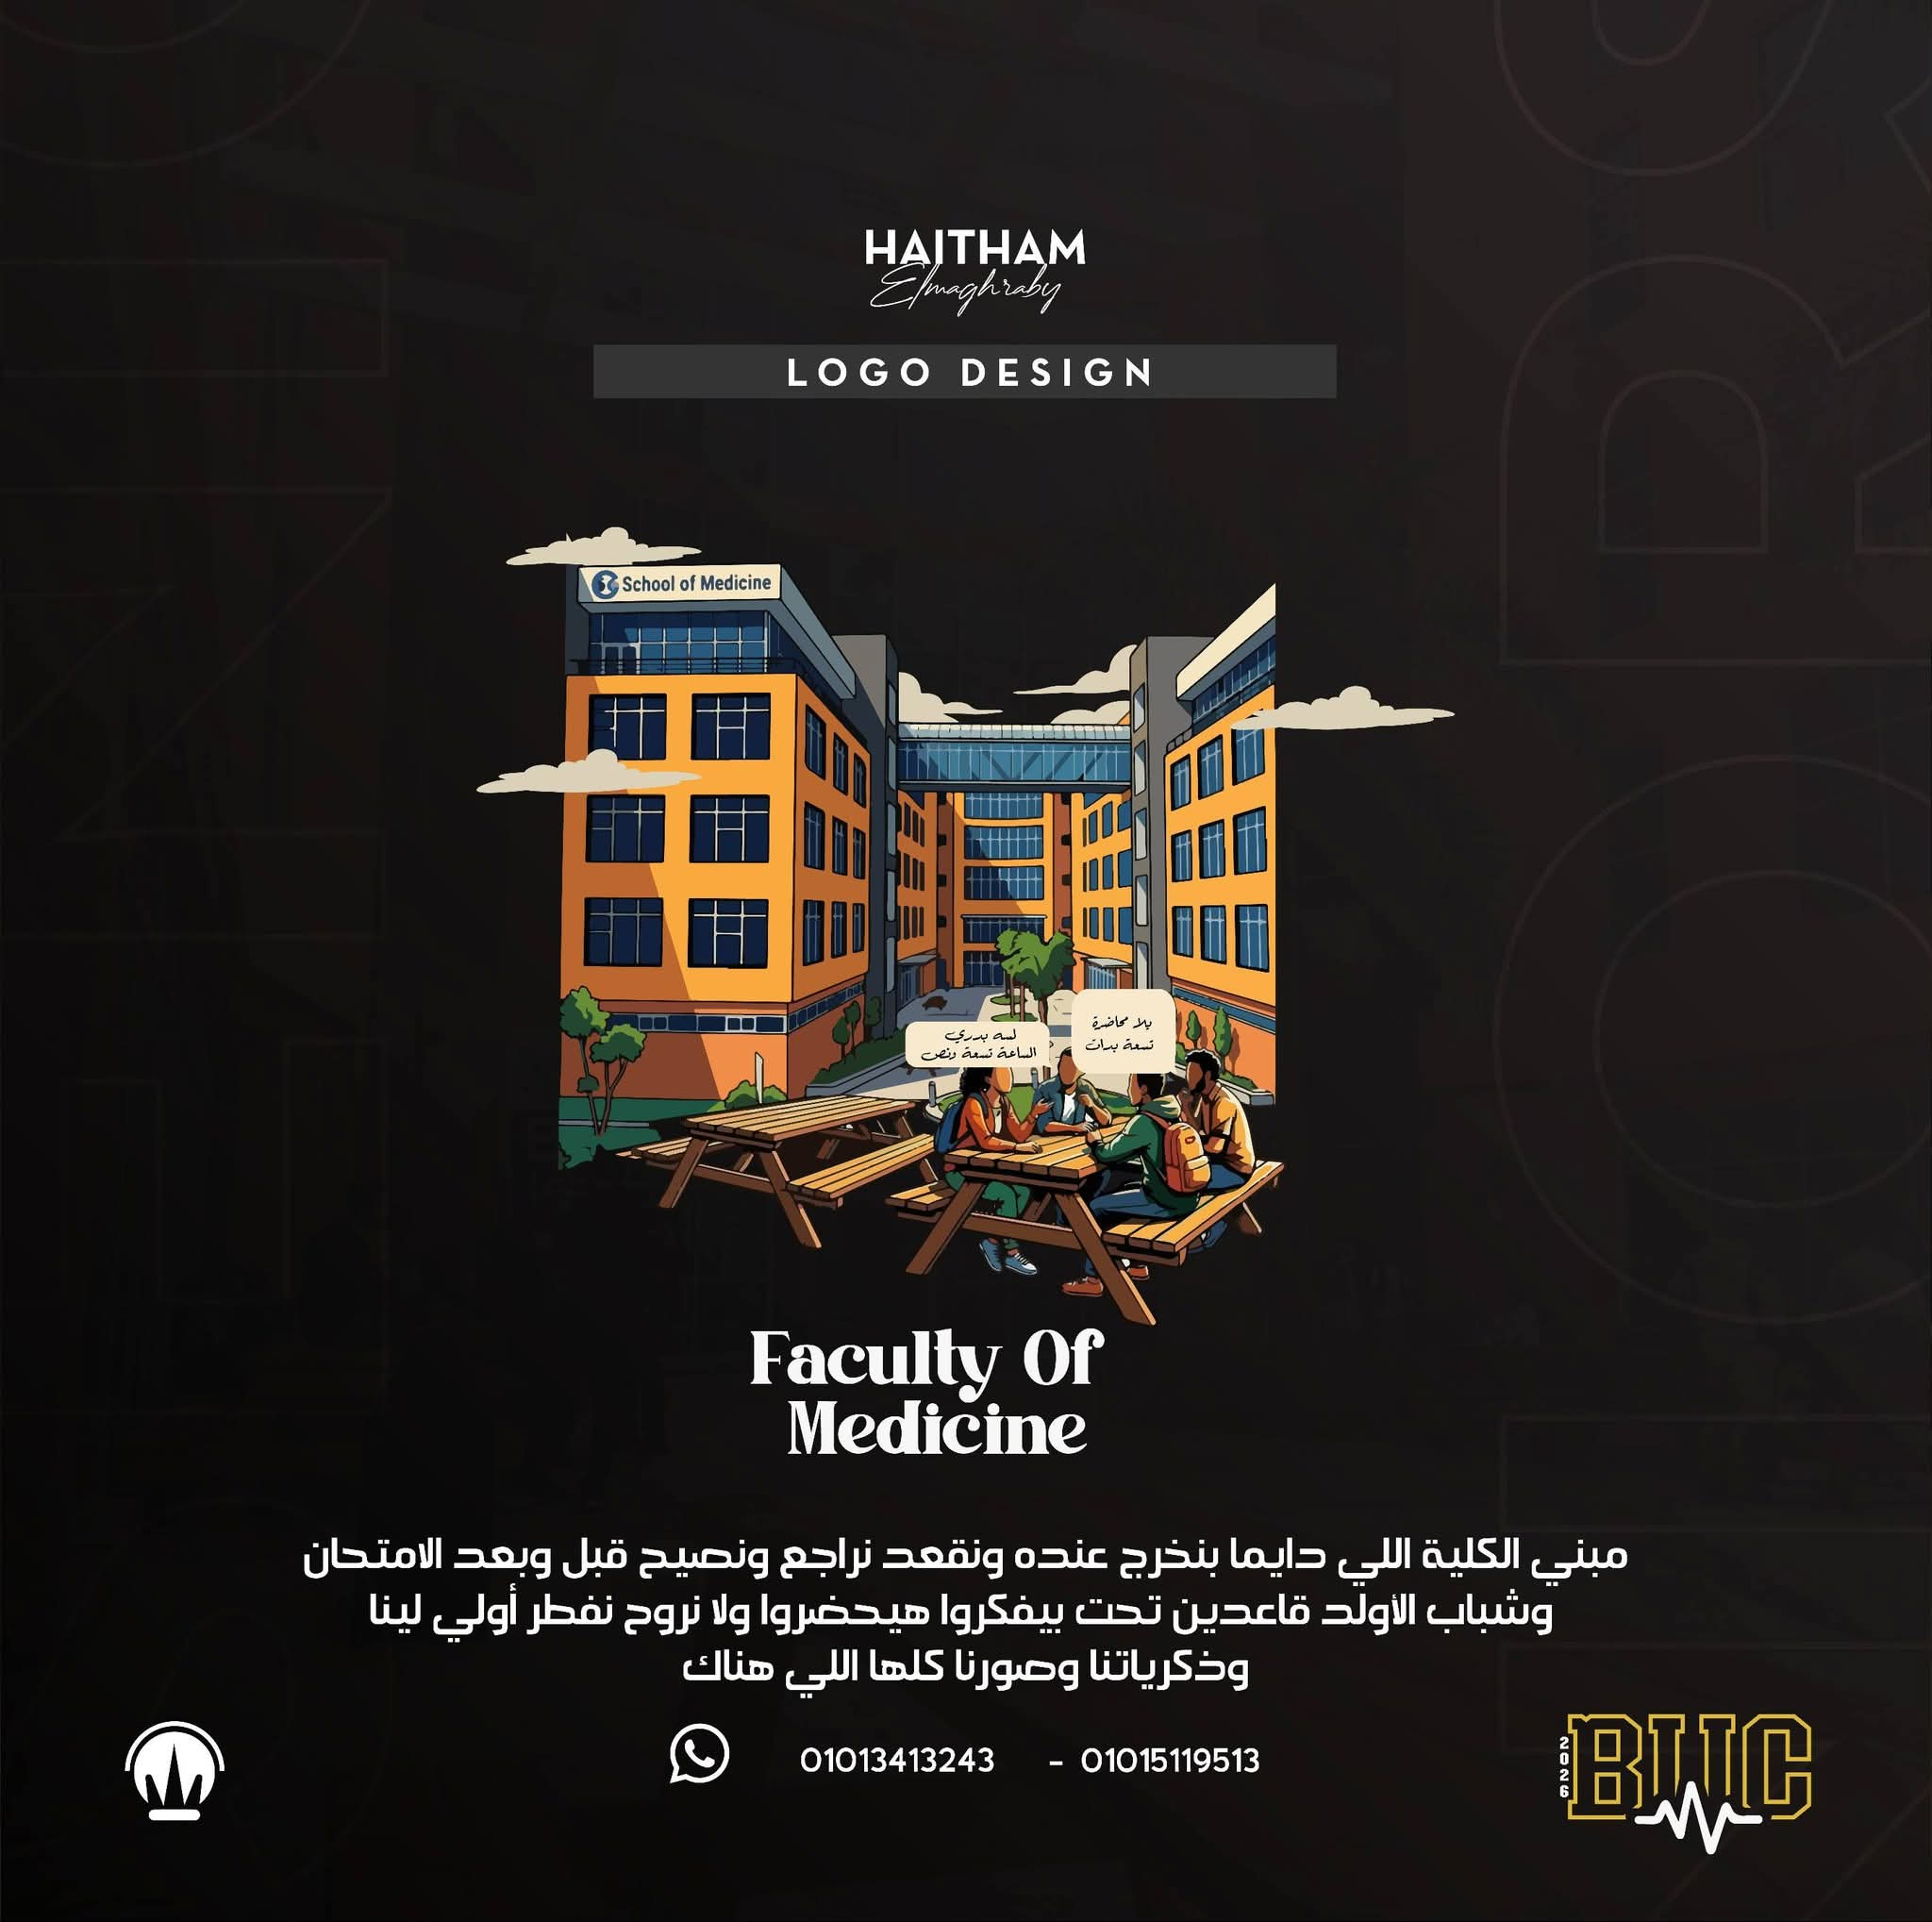 HAITHAM
Elmaghraby
LOGO DESIGN
School of Medicine
يلا محاضرة
تسعة بدات
لسه بدري
الساعة تسعة ونص
Faculty Of
Medicine
مبني الكلية اللي دايما بنخرج عنده ونقعد نراجع ونصيح قبل وبعد الامتحان
وشباب الأولد قاعدين تحت بيفكروا هيحضروا ولا نروح نفطر أولي لينا
وذكرياتنا وصورنا كلها اللي هناك
01013413243 - 01015119513
2026
BUC